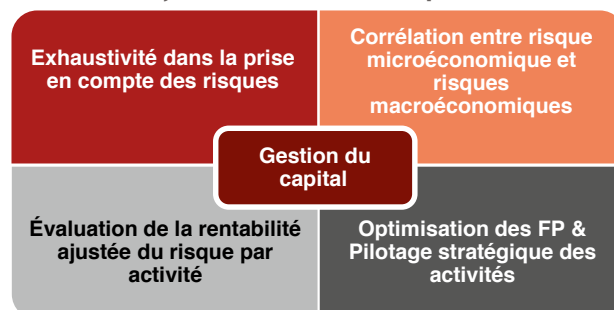 Exhaustivité dans la prise
en compte des risques
Corrélation entre risque
microéconomique et
risques
macroéconomiques
Gestion du
capital
Évaluation de la rentabilité
ajustée du risque par
activité
Optimisation des FP &
Pilotage stratégique des
activités